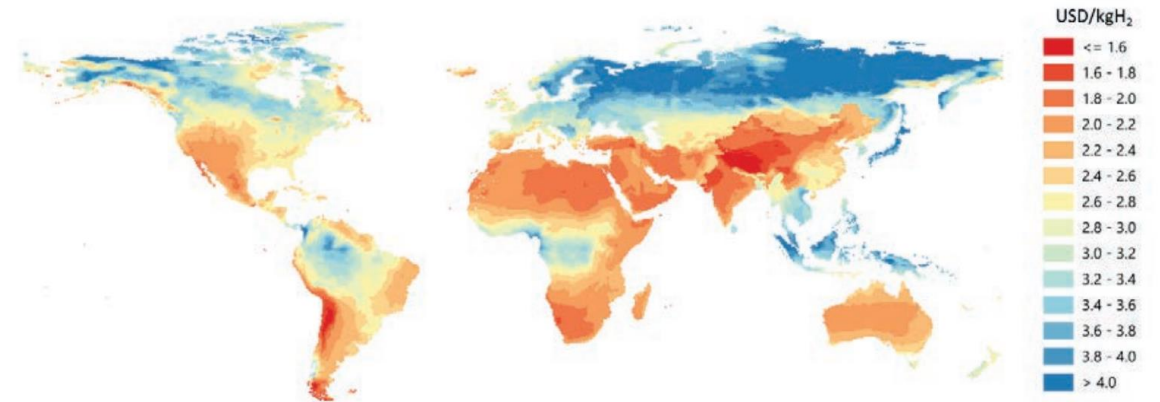 USD/kgH₂
<= 1.6
1.6 - 1.8
1.8 - 2.0
2.0 - 2.2
2.2 - 2.4
2.4 - 2.6
2.6 - 2.8
2.8 - 3.0
3.0 - 3.2
3.2 - 3.4
3.4 - 3.6
3.6 - 3.8
3.8 - 4.0
> 4.0